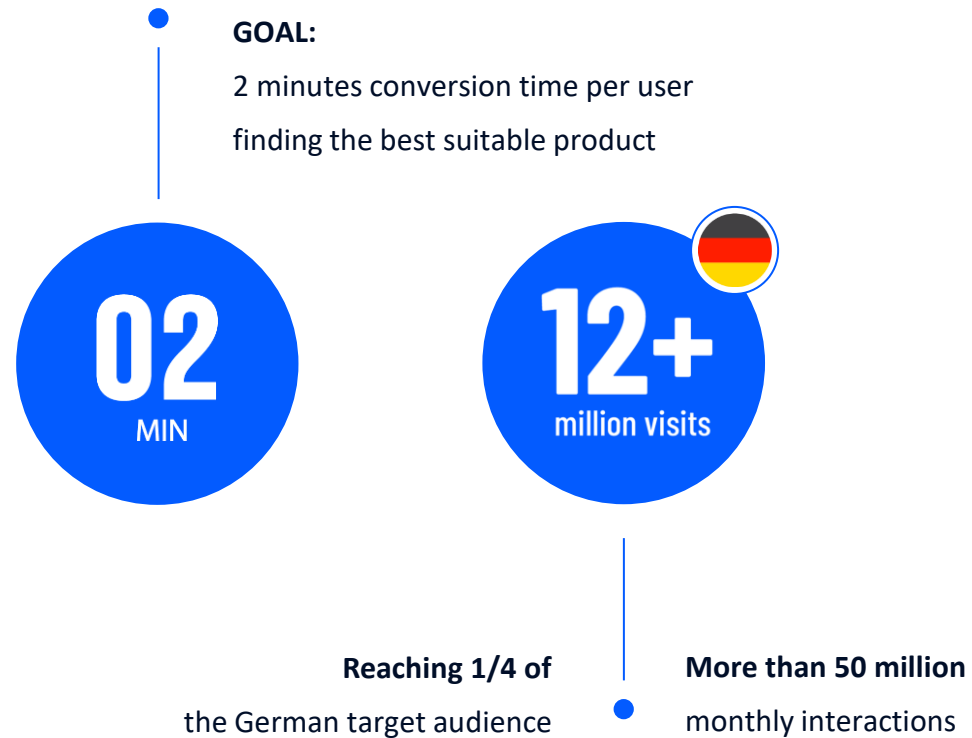 GOAL:
2 minutes conversion time per user
finding the best suitable product
02
MIN
12+
million visits
Reaching 1/4 of
the German target audience
More than 50 million
monthly interactions